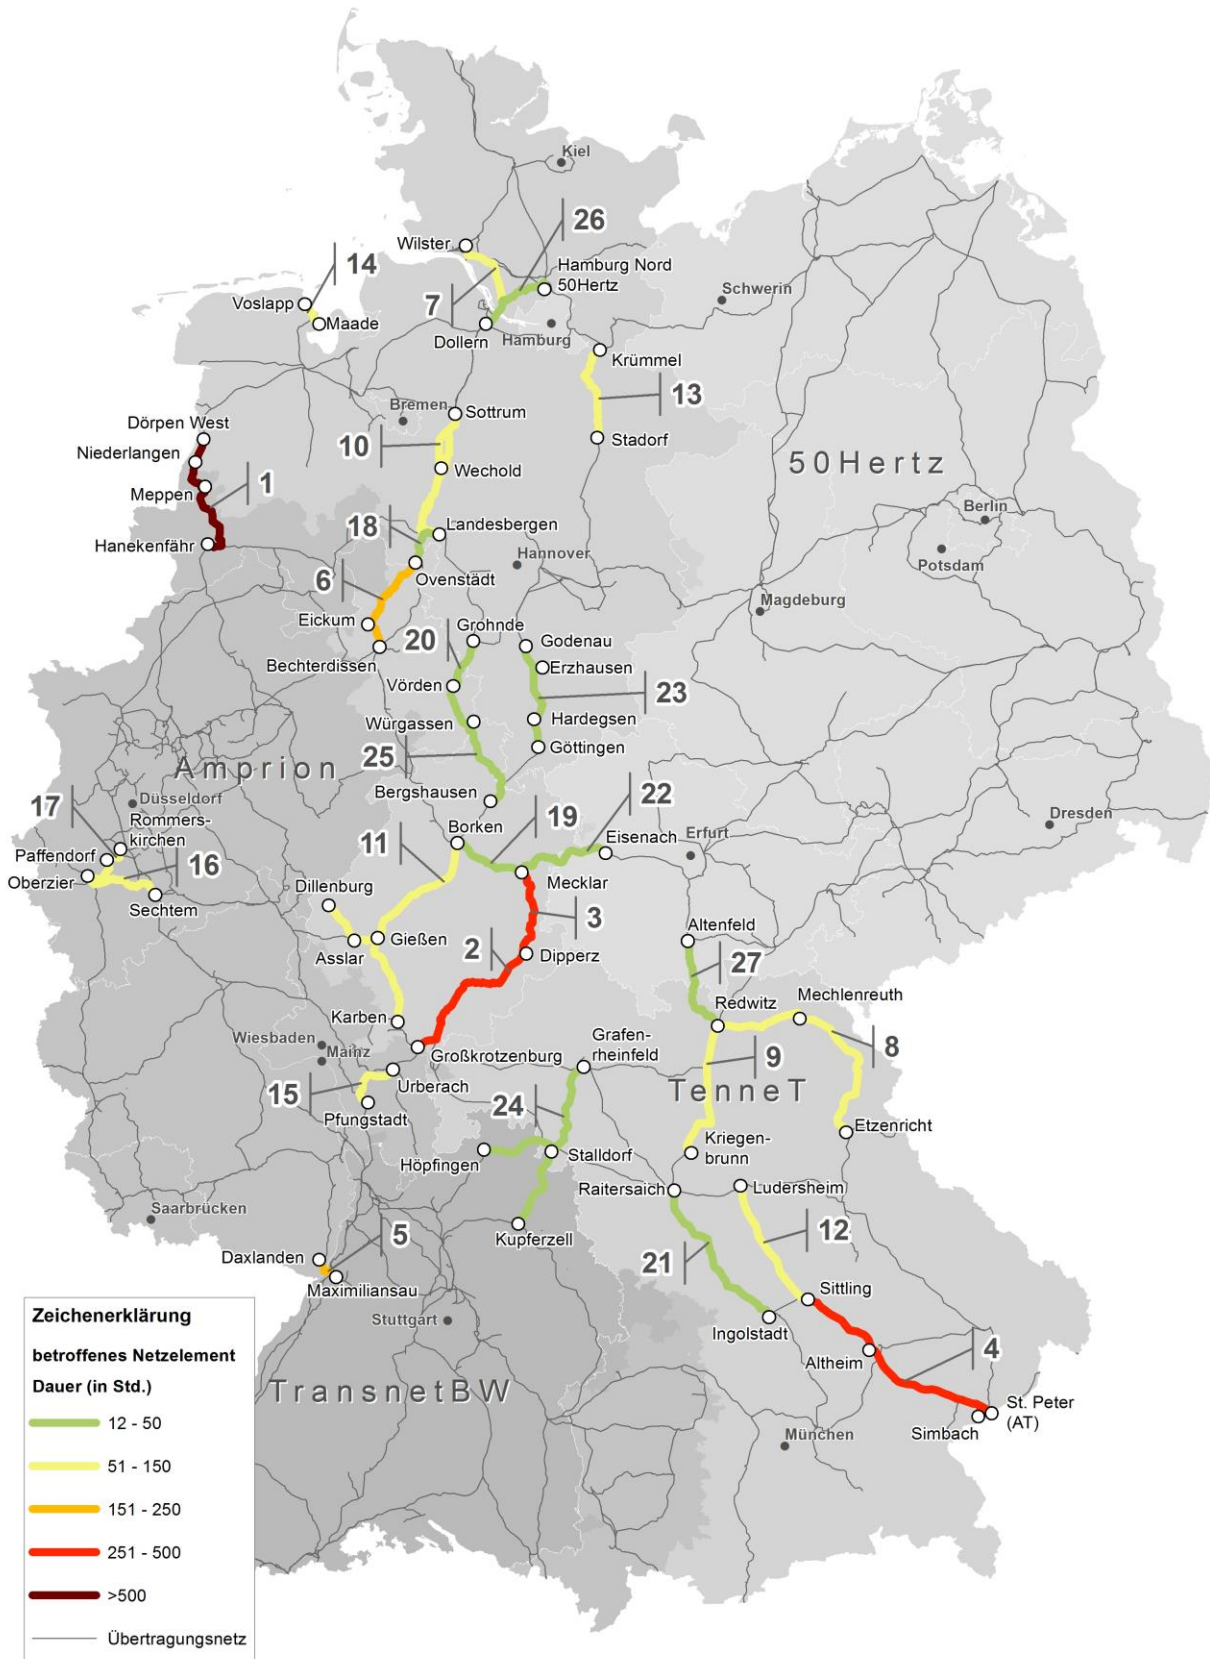 Kiel
26
Wilster
14
Hamburg Nord
50Hertz
Schwerin
Voslapp
Maade
7
Dollern
Hamburg
Krümmel
13
Bremen
Sottrum
Dörpen West
10
Stadorf
Niederlangen
50Hertz
Wechold
Meppen
1
Berlin
18
Landesbergen
Hanekenfähr
Hannover
Potsdam
Ovenstädt
6
Magdeburg
Eickum
Grohnde
20
Godenau
Bechterdissen
Erzhausen
Vörden
23
Würgassen
Hardegsen
25
Göttingen
Amprion
Bergshausen
Düsseldorf
17
Rommers-
kirchen
22
19
Dresden
Borken
Eisenach
Erfurt
11
Paffendorf
16
Oberzier
Mecklar
Dillenburg
Sechtem
3
Altenfeld
Gießen
2
Asslar
Dipperz
27
Mechlenreuth
Redwitz
Karben
Wiesbaden
Grafen-
rheinfeld
8
Großkrotzenburg
Mainz
9
Urberach
TenneT
15
24
Pfungstadt
Etzenricht
Höpfingen
Stalldorf
Kriegen-
brunn
Raitersaich
Ludersheim
Saarbrücken
Kupferzell
5
12
Daxlanden
21
Maximiliansau
Sittling
Zeichenerklärung
Stuttgart
Ingolstadt
betroffenes Netzelement
Altheim
4
Dauer (in Std.)
TransnetBW
St. Peter
(AT)
12 - 50
Simbach
München
51 - 150
151 - 250
251 - 500
>500
Übertragungsnetz